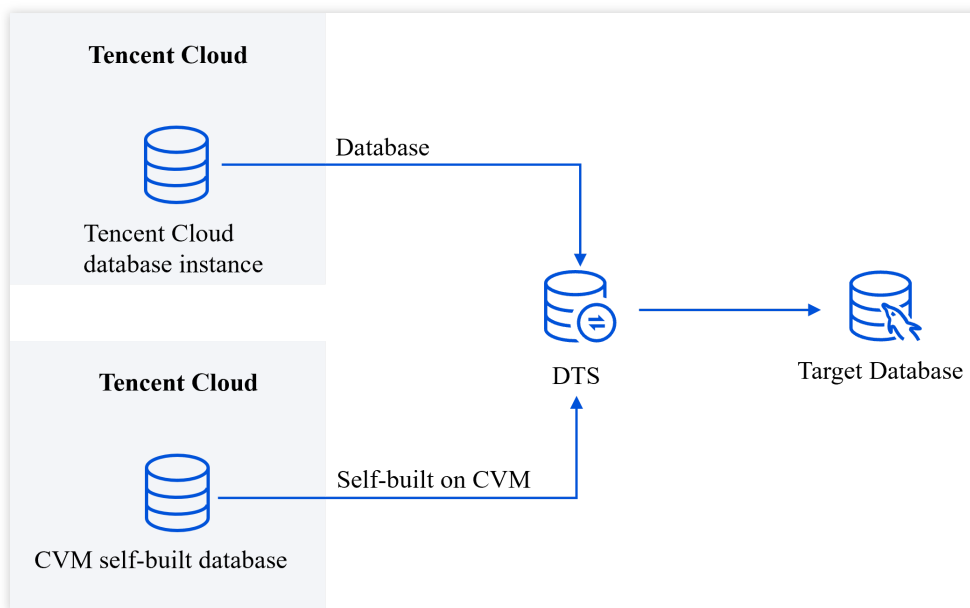 Tencent Cloud
Database
Tencent Cloud
database instance
DTS
Target Database
Tencent Cloud
Self-built on CVM
CVM self-built database